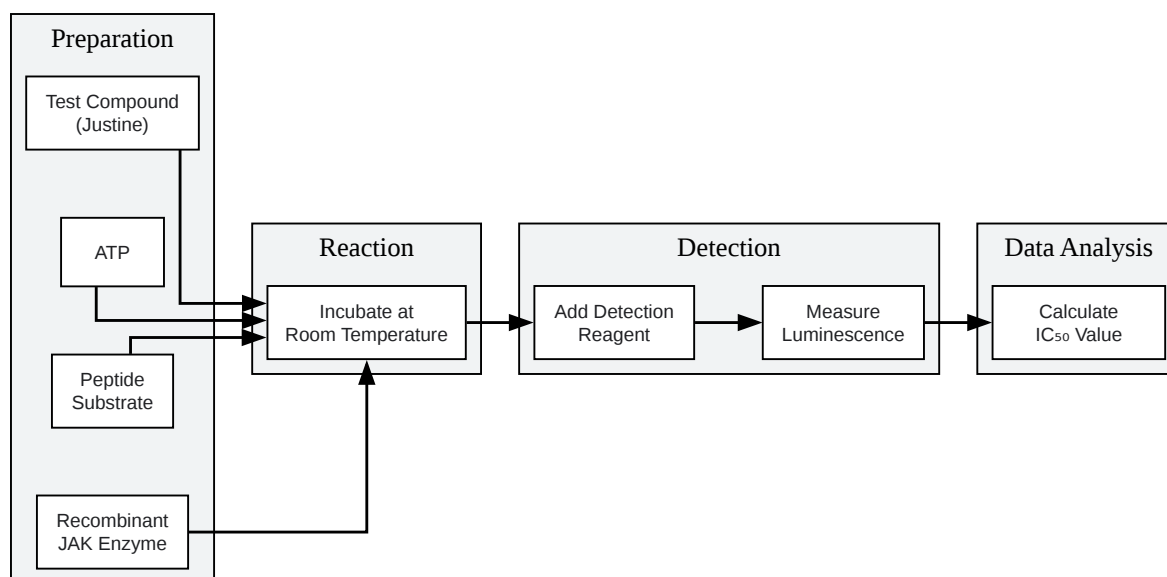 Preparation
Test Compound
(Justine)
ATP
Peptide
Substrate
Recombinant
JAK Enzyme
Reaction
Incubate at
Room Temperature
Detection
Add Detection
Reagent
Measure
Luminescence
Data Analysis
Calculate
IC₅₀ Value